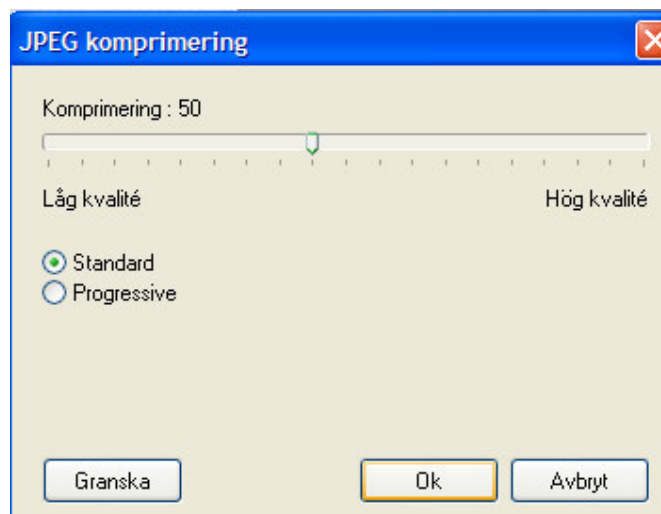 JPEG komprimering
Komprimering : 50
Låg kvalité Hög kvalité
Standard
Progressive
Granska Ok Avbryt